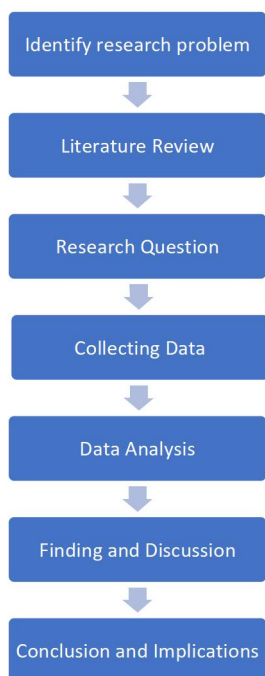 Identify research problem
Literature Review
Research Question
Collecting Data
Data Analysis
Finding and Discussion
Conclusion and Implications